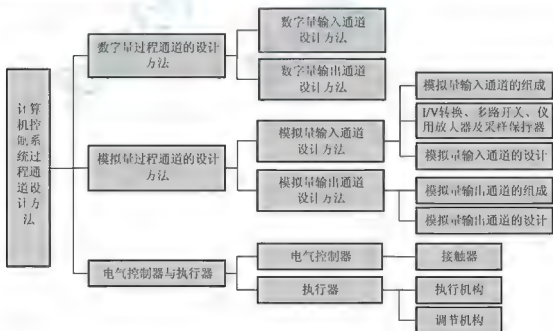 计算
机控
制系
统过
程通
道设
计方
法
数字量过程通道的设计
方法
数字量输入通道
设计方法
数字量输出通道
设计方法
模拟量过程通道的设计
方法
模拟量输入通道
设计方法
模拟量输入通道的组成
I/V转换、多路开关、仪
用放大器及采样保持器
模拟量输入通道的设计
模拟量输出通道
设计方法
模拟量输出通道的组成
模拟量输出通道的设计
电气控制器与执行器
电气控制器
接触器
执行器
执行机构
调节机构